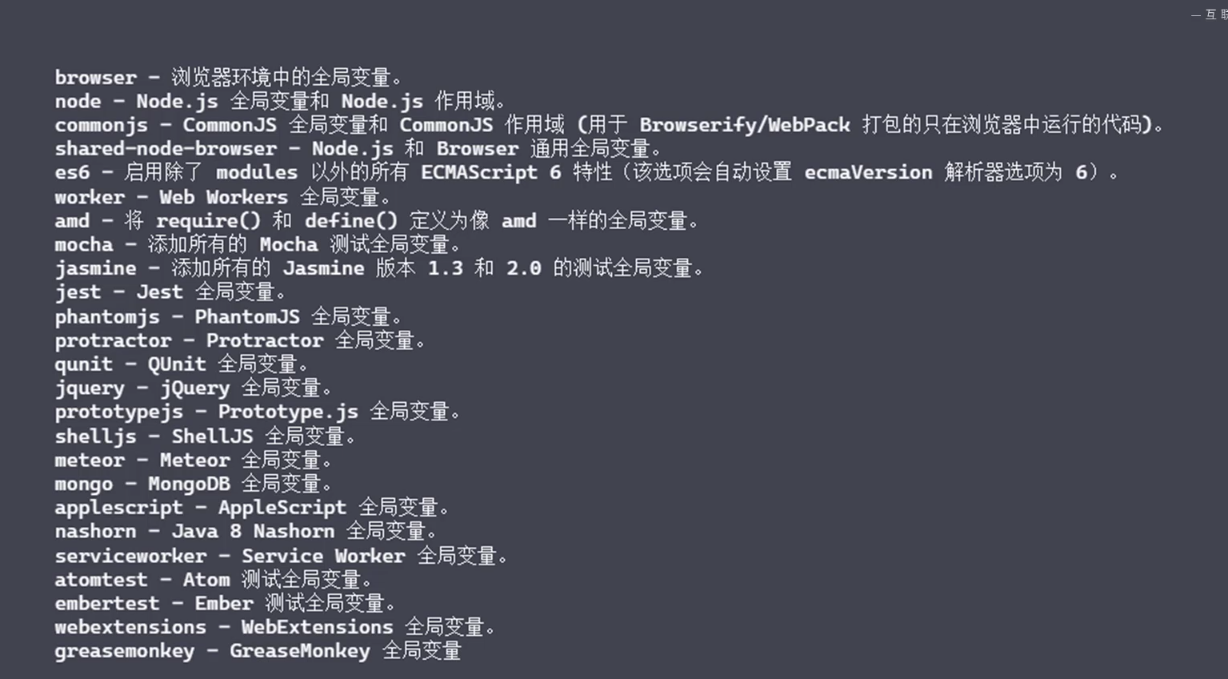 — 互联
browser - 浏览器环境中的全局变量。
node - Node.js 全局变量和 Node.js 作用域。
commonjs - CommonJS 全局变量和 CommonJS 作用域 (用于 Browserify/WebPack 打包的只在浏览器中运行的代码)。
shared-node-browser - Node.js 和 Browser 通用全局变量。
es6 - 启用除了 modules 以外的所有 ECMAScript 6 特性（该选项会自动设置 ecmaVersion 解析器选项为 6）。
worker - Web Workers 全局变量。
amd - 将 require() 和 define() 定义为像 amd 一样的全局变量。
mocha - 添加所有的 Mocha 测试全局变量。
jasmine - 添加所有的 Jasmine 版本 1.3 和 2.0 的测试全局变量。
jest - Jest 全局变量。
phantomjs - PhantomJS 全局变量。
protractor - Protractor 全局变量。
qunit - QUnit 全局变量。
jquery - jQuery 全局变量。
prototypejs - Prototype.js 全局变量。
shelljs - ShellJS 全局变量。
meteor - Meteor 全局变量。
mongo - MongoDB 全局变量。
applescript - AppleScript 全局变量。
nashorn - Java 8 Nashorn 全局变量。
serviceworker - Service Worker 全局变量。
atomtest - Atom 测试全局变量。
embertest - Ember 测试全局变量。
webextensions - WebExtensions 全局变量。
greasemonkey - GreaseMonkey 全局变量